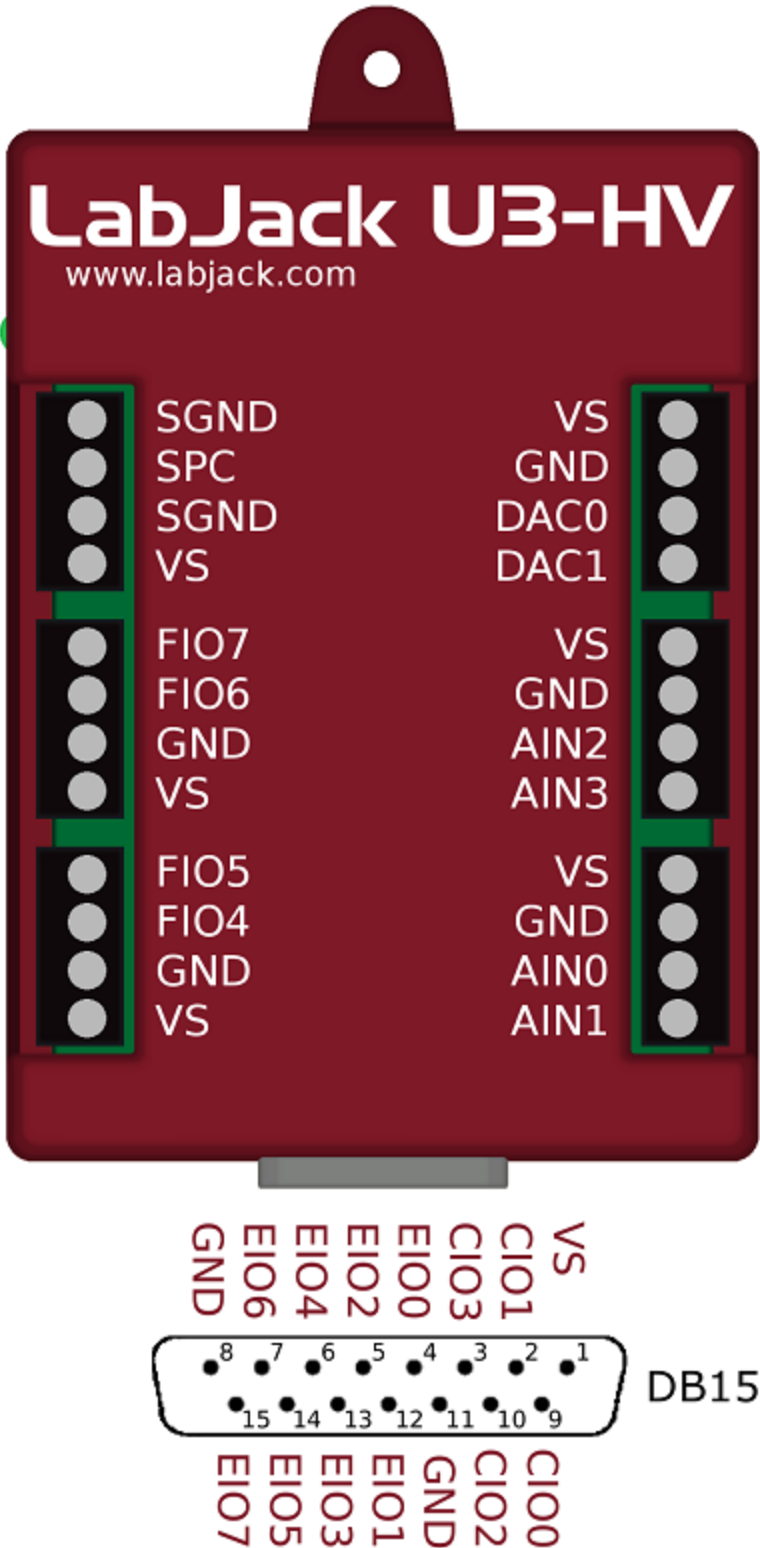 LabJack U3-HV
www.labjack.com
SGND VS
SPC GND
SGND DAC0
VS DAC1
FIO7 VS
FIO6 GND
GND AIN2
VS AIN3
FIO5 VS
FIO4 GND
GND AIN0
VS AIN1
GND EIO6 EIO4 EIO2 EIO0 CIO3 CIO1 VS
8 7 6 5 4 3 2 1
DB15
15 14 13 12 11 10 9
EIO7 EIO5 EIO3 EIO1 GND CIO2 CIO0